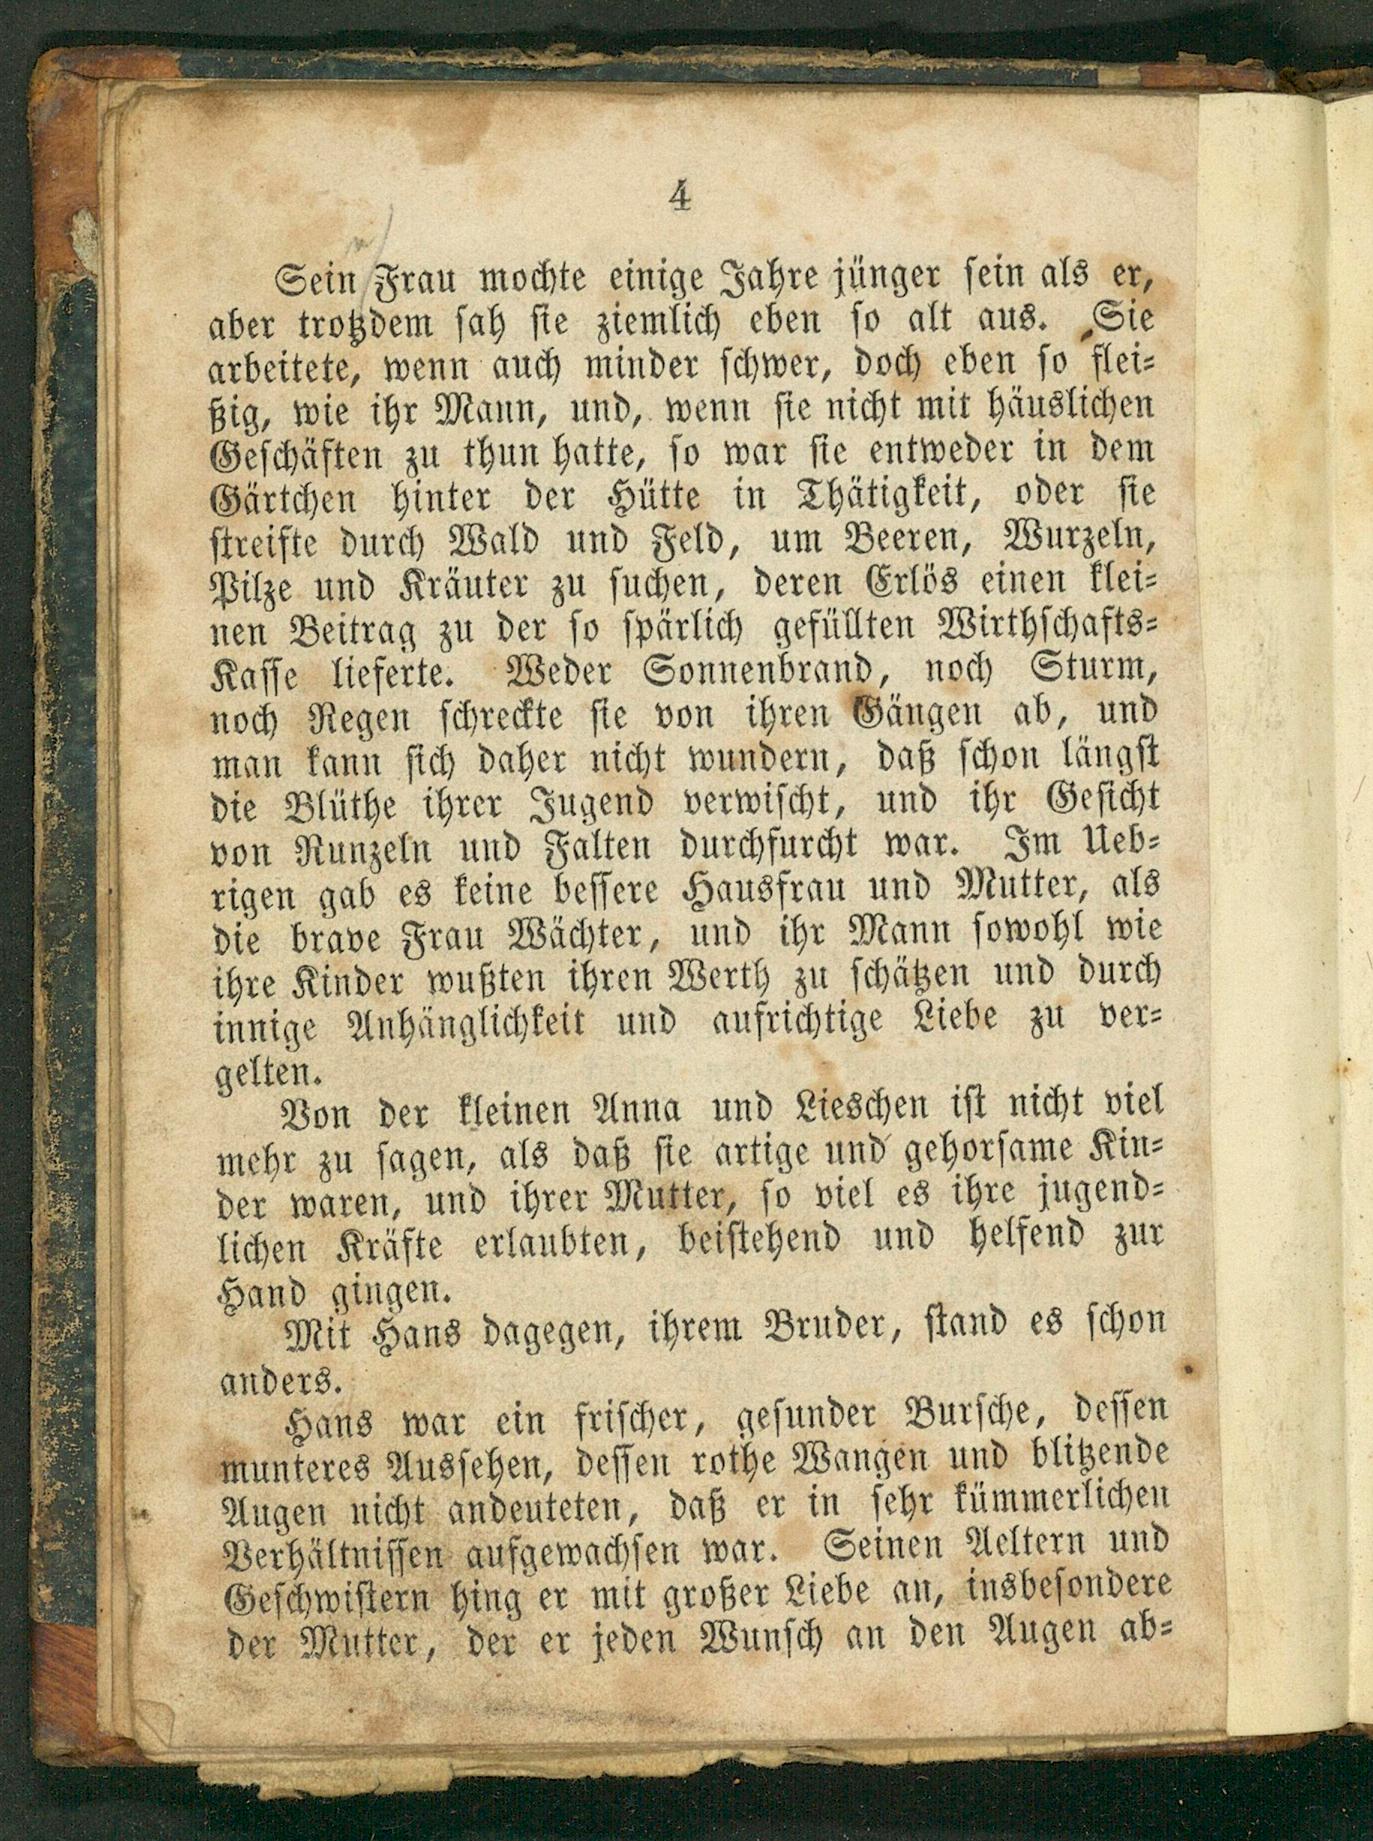 4
Sein Frau mochte einige Jahre jünger sein als er,
aber trotzdem sah sie ziemlich eben so alt aus. Sie
arbeitete, wenn auch minder schwer, doch eben so flei-
ßig, wie ihr Mann, und, wenn sie nicht mit häuslichen
Geschäften zu thun hatte, so war sie entweder in dem
Gärtchen hinter der Hütte in Thätigkeit, oder sie
streifte durch Wald und Feld, um Beeren, Wurzeln,
Pilze und Kräuter zu suchen, deren Erlös einen klei-
nen Beitrag zu der so spärlich gefüllten Wirthschafts-
Kasse lieferte. Weder Sonnenbrand, noch Sturm,
noch Regen schreckte sie von ihren Gängen ab, und
man kann sich daher nicht wundern, daß schon längst
die Blüthe ihrer Jugend verwischt, und ihr Gesicht
von Runzeln und Falten durchfurcht war. Im Ueb-
rigen gab es keine bessere Hausfrau und Mutter, als
die brave Frau Wächter, und ihr Mann sowohl wie
ihre Kinder wußten ihren Werth zu schätzen und durch
innige Anhänglichkeit und aufrichtige Liebe zu ver-
gelten.
Von der kleinen Anna und Lieschen ist nicht viel
mehr zu sagen, als daß sie artige und gehorsame Kin-
der waren, und ihrer Mutter, so viel es ihre jugend-
lichen Kräfte erlaubten, beistehend und helfend zur
Hand gingen.
Mit Hans dagegen, ihrem Bruder, stand es schon
anders.
Hans war ein frischer, gesunder Bursche, dessen
munteres Aussehen, dessen rothe Wangen und blitzende
Augen nicht andeuteten, daß er in sehr kümmerlichen
Verhältnissen aufgewachsen war. Seinen Aeltern und
Geschwistern hing er mit großer Liebe an, insbesondere
der Mutter, der er jeden Wunsch an den Augen ab-